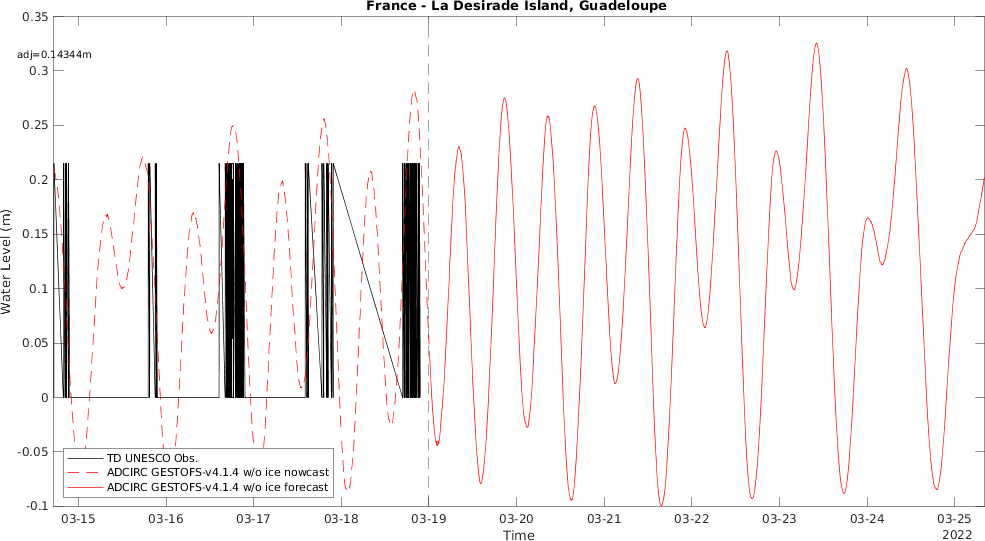 France - La Desirade Island, Guadeloupe
adj=0.14344m
0.35
0.3
0.25
0.2
0.15
0.1
0.05
0
-0.05
-0.1
Water Level (m)
TD UNESCO Obs.
ADCIRC GESTOFS-v4.1.4 w/o ice nowcast
ADCIRC GESTOFS-v4.1.4 w/o ice forecast
03-15 03-16 03-17 03-18 03-19 03-20 03-21 03-22 03-23 03-24 03-25
Time
2022